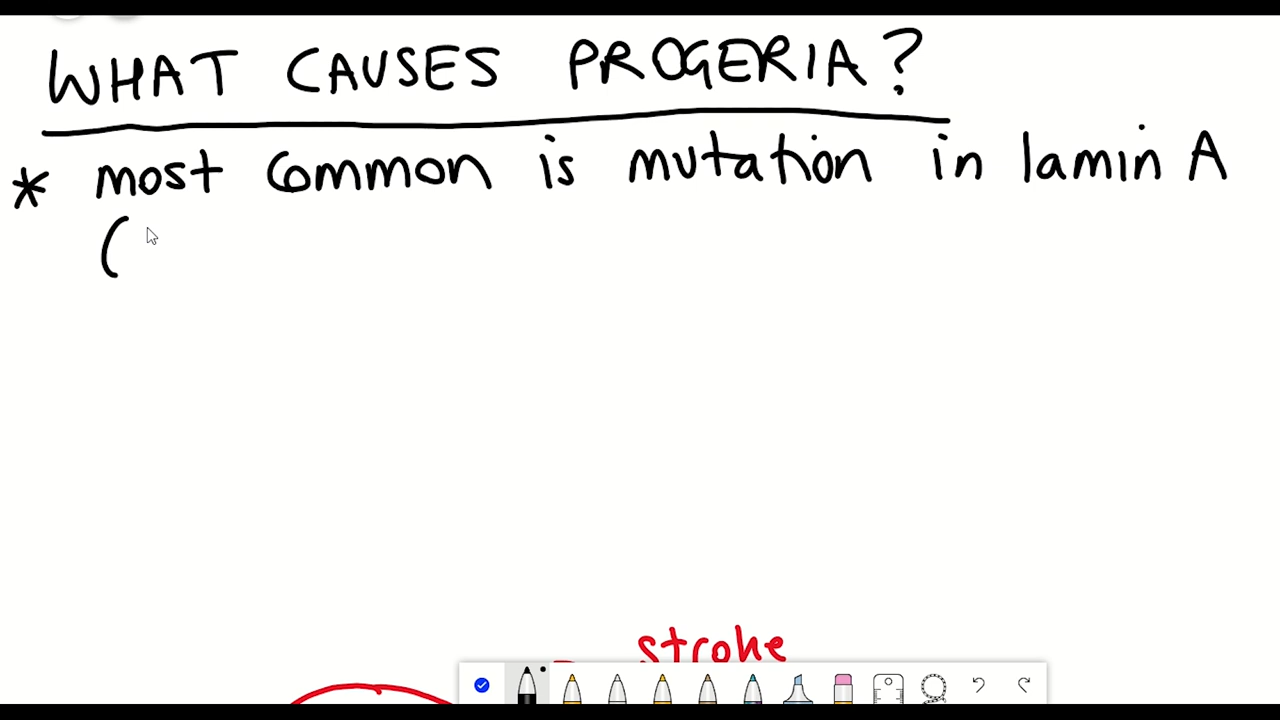 WHAT CAUSES PROGERIA?
* most common is mutation in lamin A
(
stroke